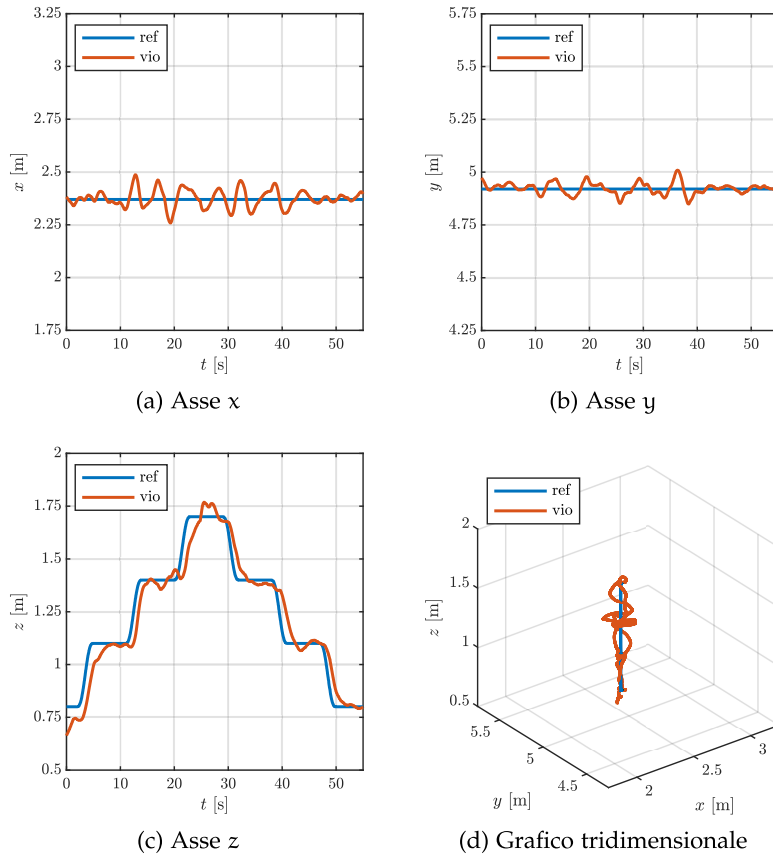 3.25
3
2.75
2.5
2.25
2
1.75
x [m]
ref
vio
0 10 20 30 40 50
t [s]
(a) Asse x
5.75
5.5
5.25
5
4.75
4.5
4.25
y [m]
ref
vio
0 10 20 30 40 50
t [s]
(b) Asse y
2
1.75
1.5
1.25
1
0.75
0.5
z [m]
ref
vio
0 10 20 30 40 50
t [s]
(c) Asse z
ref
vio
2
1.5
1
0.5
z [m]
5.5
5
4.5
y [m]
2
2.5
3
x [m]
(d) Grafico tridimensionale